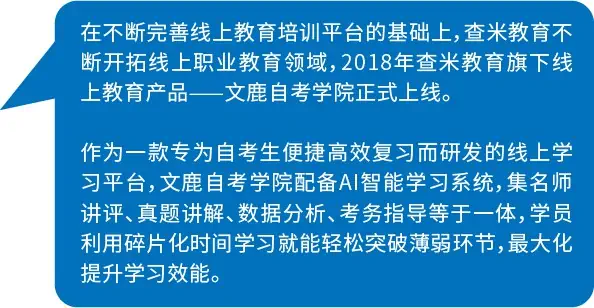 在不断完善线上教育培训平台的基础上，查米教育不
断开拓线上职业教育领域，2018年查米教育旗下线
上教育产品——文鹿自考学院正式上线。
作为一款专为自考生便捷高效复习而研发的线上学
习平台，文鹿自考学院配备AI智能学习系统，集名师
讲评、真题讲解、数据分析、考务指导等于一体，学员
利用碎片化时间学习就能轻松突破薄弱环节，最大化
提升学习效能。